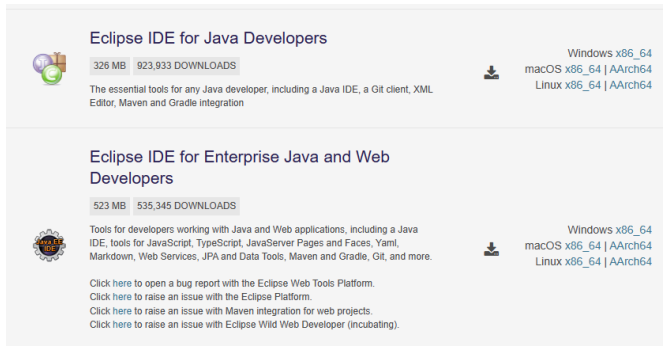 Eclipse IDE for Java Developers
326 MB 923,933 DOWNLOADS
The essential tools for any Java developer, including a Java IDE, a Git client, XML
Editor, Maven and Gradle integration
Windows x86_64
macOS x86_64 | AArch64
Linux x86_64 | AArch64
Eclipse IDE for Enterprise Java and Web
Developers
523 MB 535,345 DOWNLOADS
Java EE
IDE
Tools for developers working with Java and Web applications, including a Java
IDE, tools for JavaScript, TypeScript, JavaServer Pages and Faces, Yaml,
Markdown, Web Services, JPA and Data Tools, Maven and Gradle, Git, and more.
Click here to open a bug report with the Eclipse Web Tools Platform.
Click here to raise an issue with the Eclipse Platform.
Click here to raise an issue with Maven integration for web projects.
Click here to raise an issue with Eclipse Wild Web Developer (incubating).
Windows x86_64
macOS x86_64 | AArch64
Linux x86_64 | AArch64